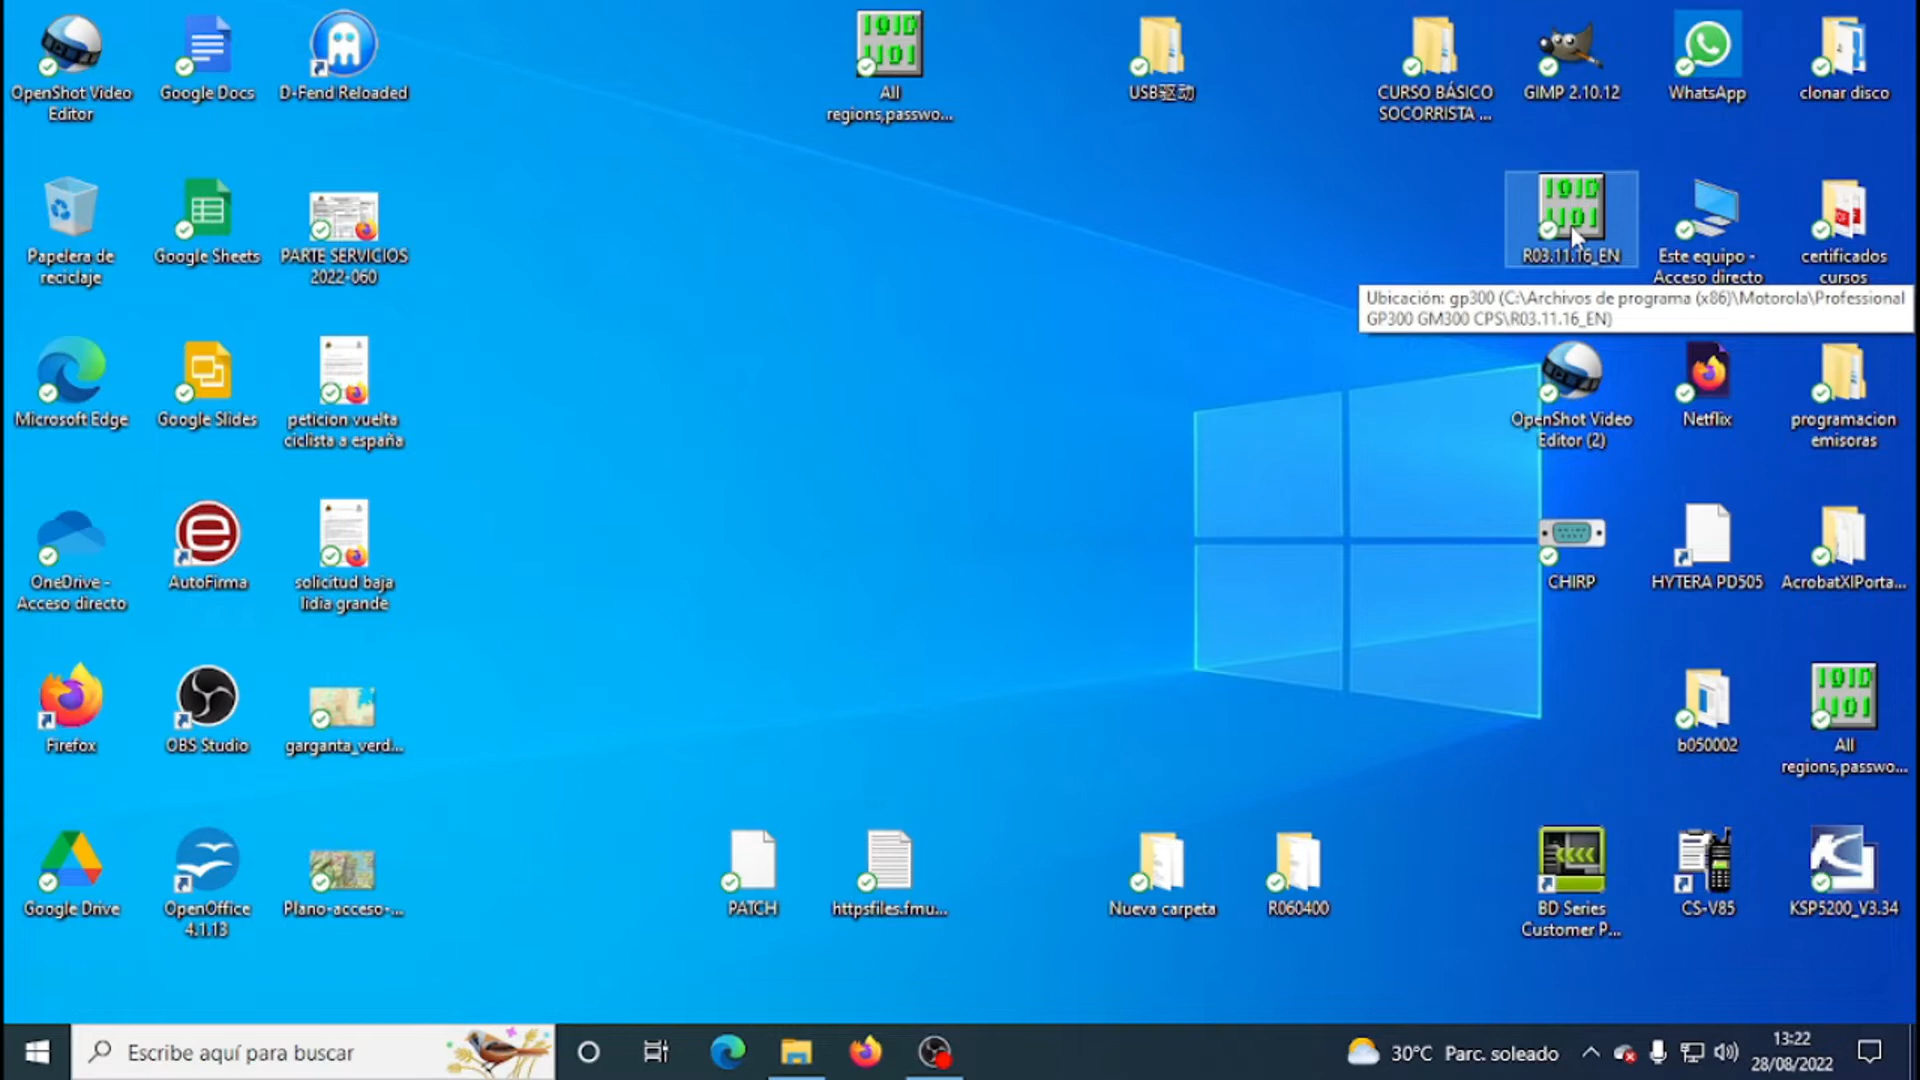 OpenShot Video
Editor
Google Docs
D-Fend Reloaded
All
regions,passwo...
USB驱动
CURSO BÁSICO
SOCORRISTA ...
GIMP 2.10.12
WhatsApp
clonar disco
Papelera de
reciclaje
Google Sheets
PARTE SERVICIOS
2022-060
R03.11.16_EN
Este equipo -
Acceso directo
certificados
cursos
Ubicación: gp300 (C:\Archivos de programa (x86)\Motorola\Professional
GP300 GM300 CPS\R03.11.16_EN)
Microsoft Edge
Google Slides
peticion vuelta
ciclista a españa
OpenShot Video
Editor (2)
Netflix
programacion
emisoras
OneDrive -
Acceso directo
AutoFirma
solicitud baja
lidia grande
CHIRP
HYTERA PD505
AcrobatXIPorta...
Firefox
OBS Studio
garganta_verd...
b050002
All
regions,passwo...
Google Drive
OpenOffice
4.1.13
Plano-acceso-...
PATCH
httpsfiles.fmu...
Nueva carpeta
R060400
BD Series
Customer P...
CS-V85
KSP5200_V3.34
Escribe aquí para buscar
30°C Parc. soleado
13:22
28/08/2022